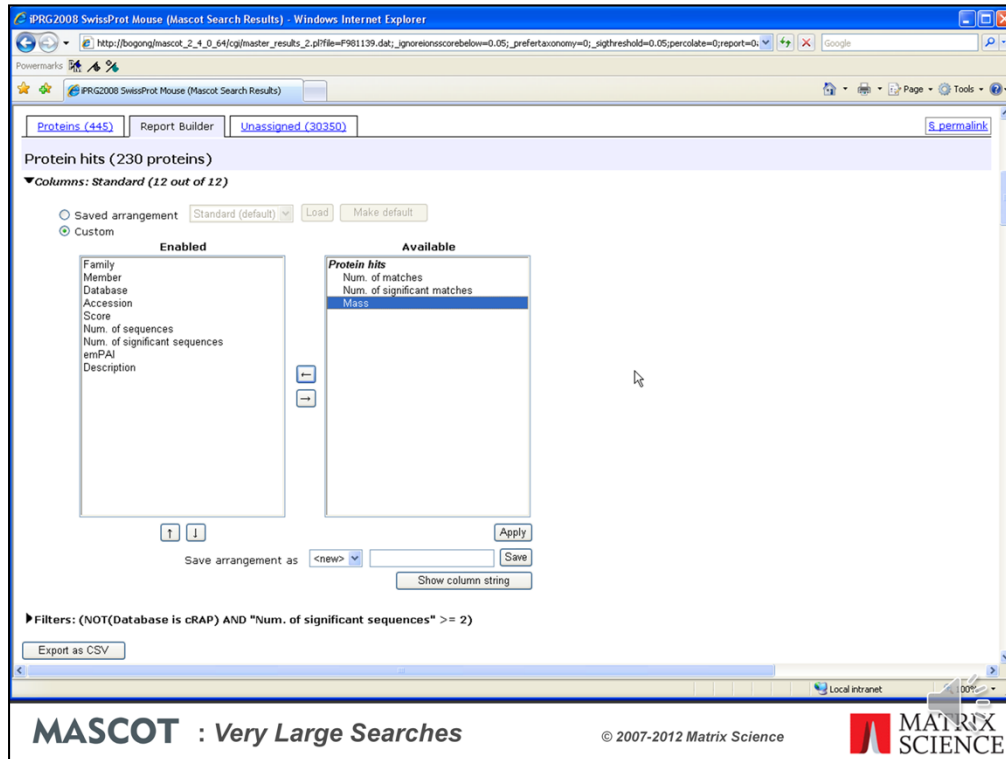 iPRG2008 SwissProt Mouse (Mascot Search Results) - Windows Internet Explorer
http://bogong/mascot_2_4_0_64/cgi/master_results_2.pl?file=F981139.dat;_ignoreionsscorebelow=0.05;_prefertaxonomy=0;_sigthreshold=0.05;percolate=0;report=0;
Google
Powermarks
iPRG2008 SwissProt Mouse (Mascot Search Results)
Page
Tools
Proteins (445)
Report Builder
Unassigned (30350)
§ permalink
Protein hits (230 proteins)
▼Columns: Standard (12 out of 12)
Saved arrangement
Standard (default)
Load
Make default
Custom
Enabled
Available
Family
Member
Database
Accession
Score
Num. of sequences
Num. of significant sequences
emPAI
Description
Protein hits
Num. of matches
Num. of significant matches
Mass
←
→
↑
↓
Apply
Save arrangement as
<new>
Save
Show column string
▶Filters: (NOT(Database is cRAP) AND "Num. of significant sequences" >= 2)
Export as CSV
Local intranet
100%
MASCOT : Very Large Searches
© 2007-2012 Matrix Science
MATRIX
SCIENCE